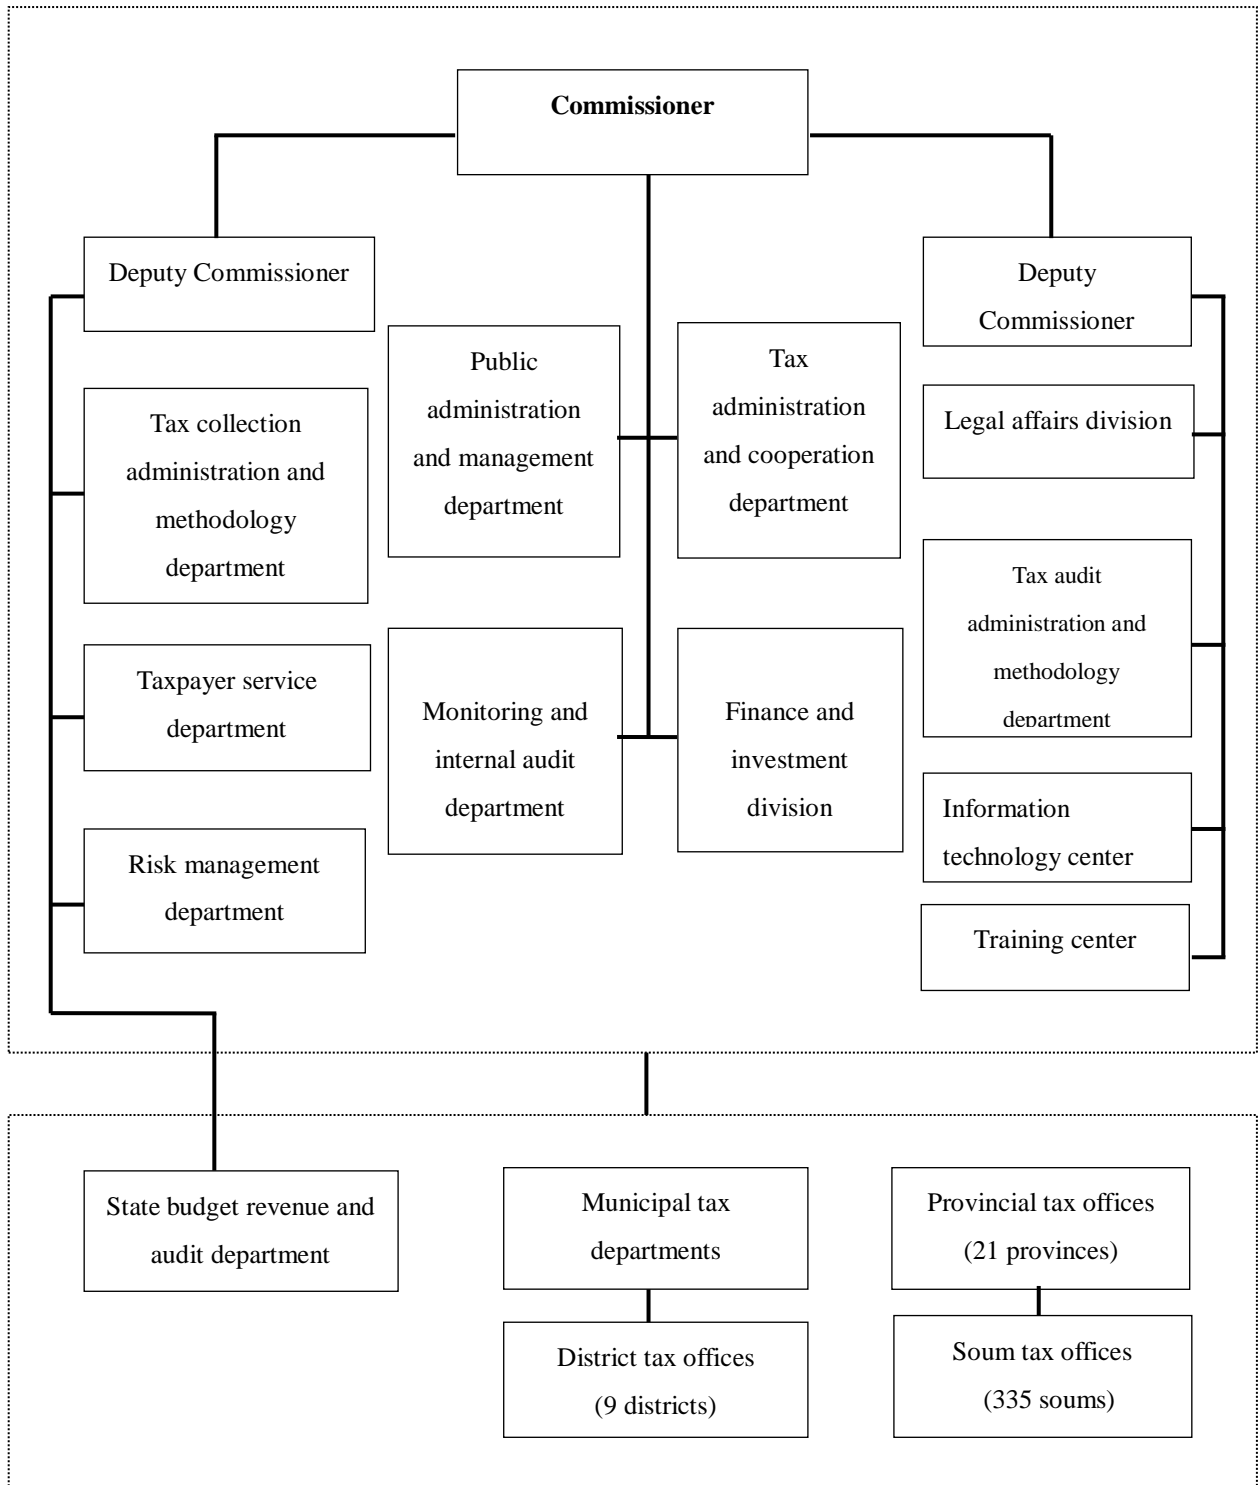 Commissioner
Deputy Commissioner
Deputy
Commissioner
Public
administration
and management
department
Tax
administration
and cooperation
department
Tax collection
administration and
methodology
department
Legal affairs division
Tax audit
administration and
methodology
department
Taxpayer service
department
Monitoring and
internal audit
department
Finance and
investment
division
Information
technology center
Risk management
department
Training center
State budget revenue and
audit department
Municipal tax
departments
Provincial tax offices
(21 provinces)
District tax offices
(9 districts)
Soum tax offices
(335 soums)